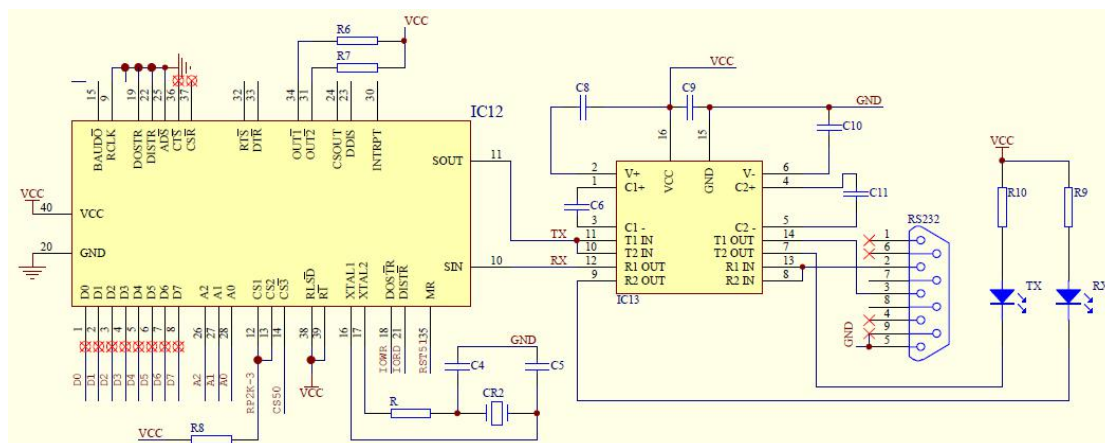 VCC
R6
R7
15 9 19 22 25 36 37 32 33 34 31 24 23 30
IC12
BAUDO RCLK DOSTR DISTR ADS CTS CSR RTS DTR OUT1 OUT2 CSOUT DDIS INTRPT
SOUT 11
VCC 40 VCC
20 GND
SIN 10
D0 D1 D2 D3 D4 D5 D6 D7 A2 A1 A0 CS1 CS2 CS3 RLSD RI XTAL1 XTAL2 DOSTR DISTR MR
1 2 3 4 5 6 7 8 26 27 28 12 13 14 38 39 16 17 18 21 35
D0 D1 D2 D3 D4 D5 D6 D7 A2 A1 A0 RP2K-3 CS50 IOWR IORD RST51
VCC
VCC R8
GND
C4 C5
R CR2
VCC
C8 C9 GND
16 15 C10
2 V+ VCC GND V- 6
1 C1+ C2+ 4
C6 C11
3 C1 - C2 - 5
TX 11 T1 IN T1 OUT 14
10 T2 IN T2 OUT 7
RX 12 R1 OUT R1 IN 13
9 R2 OUT R2 IN 8
IC13
VCC
R10 R9
RS232
1
6
2
7
3
8
4
9
5
GND
TX RX